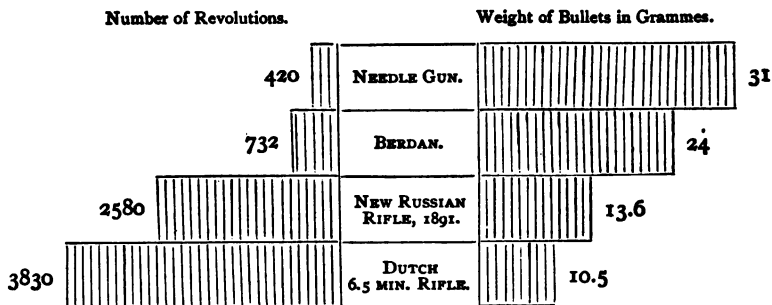 Number of Revolutions.
Weight of Bullets in Grammes.
420
NEEDLE GUN.
31
732
BERDAN.
24
2580
NEW RUSSIAN
RIFLE, 1891.
13.6
3830
DUTCH
6.5 MIN. RIFLE.
10.5